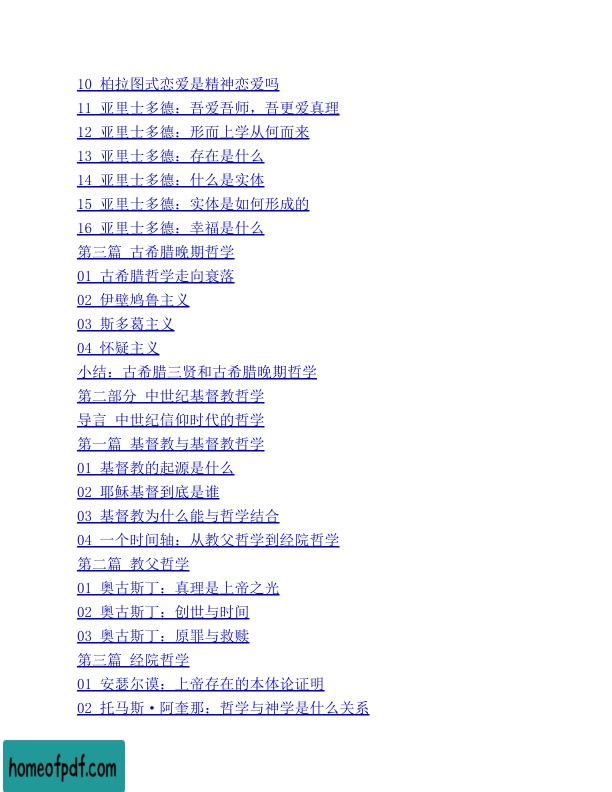 10 柏拉图式恋爱是精神恋爱吗
11 亚里士多德：吾爱吾师，吾更爱真理
12 亚里士多德：形而上学从何而来
13 亚里士多德：存在是什么
14 亚里士多德：什么是实体
15 亚里士多德：实体是如何形成的
16 亚里士多德：幸福是什么
第三篇 古希腊晚期哲学
01 古希腊哲学走向衰落
02 伊壁鸠鲁主义
03 斯多葛主义
04 怀疑主义
小结：古希腊三贤和古希腊晚期哲学
第二部分 中世纪基督教哲学
导言 中世纪信仰时代的哲学
第一篇 基督教与基督教哲学
01 基督教的起源是什么
02 耶稣基督到底是谁
03 基督教为什么能与哲学结合
04 一个时间轴：从教父哲学到经院哲学
第二篇 教父哲学
01 奥古斯丁：真理是上帝之光
02 奥古斯丁：创世与时间
03 奥古斯丁：原罪与救赎
第三篇 经院哲学
01 安瑟尔谟：上帝存在的本体论证明
02 托马斯·阿奎那：哲学与神学是什么关系
homeofpdf.com